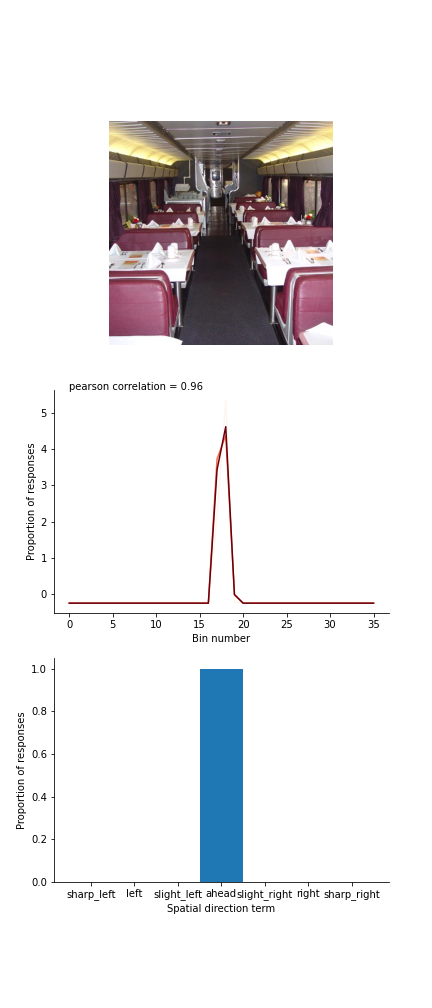 pearson correlation = 0.96
5
4
3
2
1
0
Proportion of responses
0 5 10 15 20 25 30 35
Bin number
1.0
0.8
0.6
0.4
0.2
0.0
Proportion of responses
sharp_left left slight_left ahead slight_right right sharp_right
Spatial direction term